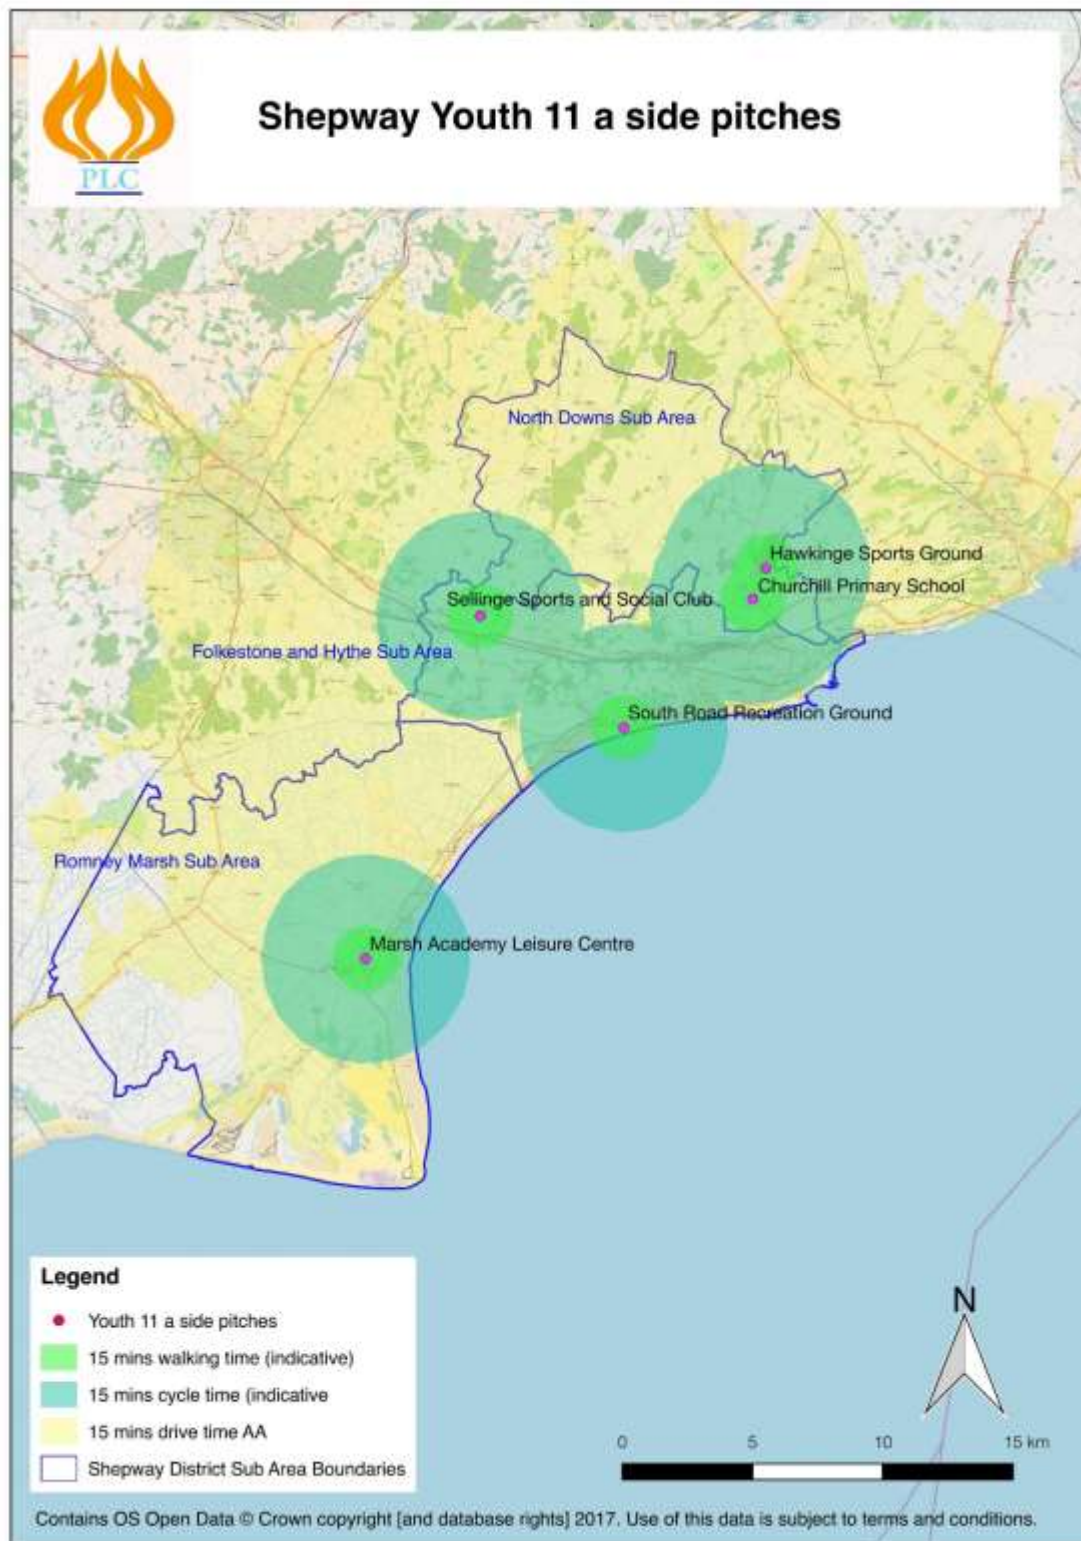 PLC
Shepway Youth 11 a side pitches
North Downs Sub Area
Hawkinge Sports Ground
Churchill Primary School
Sellinge Sports and Social Club
Folkestone and Hythe Sub Area
South Road Recreation Ground
Romney Marsh Sub Area
Marsh Academy Leisure Centre
Legend
Youth 11 a side pitches
15 mins walking time (indicative)
15 mins cycle time (indicative
15 mins drive time AA
Shepway District Sub Area Boundaries
N
0 5 10 15 km
Contains OS Open Data © Crown copyright [and database rights] 2017. Use of this data is subject to terms and conditions.